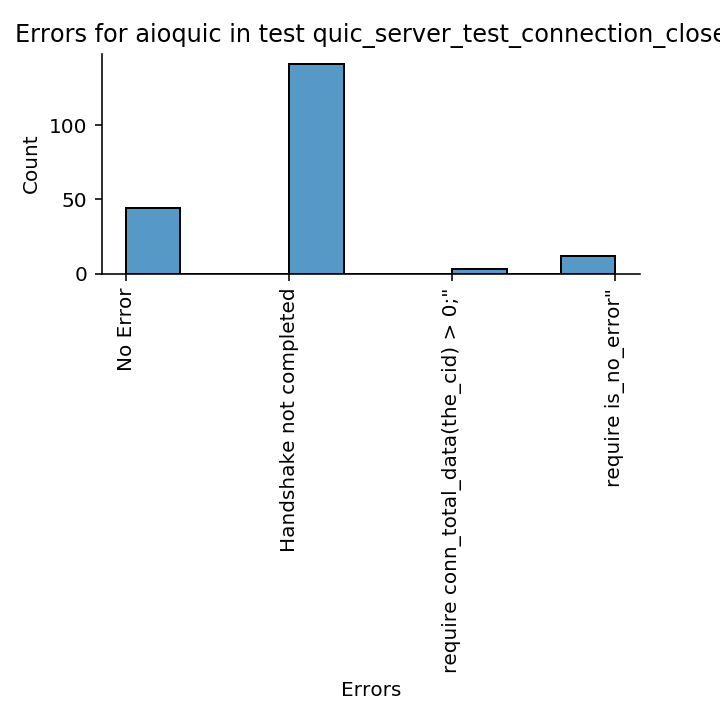 Errors for aioquic in test quic_server_test_connection_close
Count
100
50
0
No Error
Handshake not completed
require conn_total_data(the_cid) > 0;"
require is_no_error"
Errors